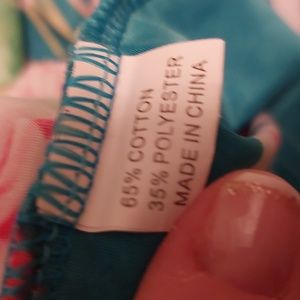 65% COTTON
35% POLYESTER
MADE IN CHINA